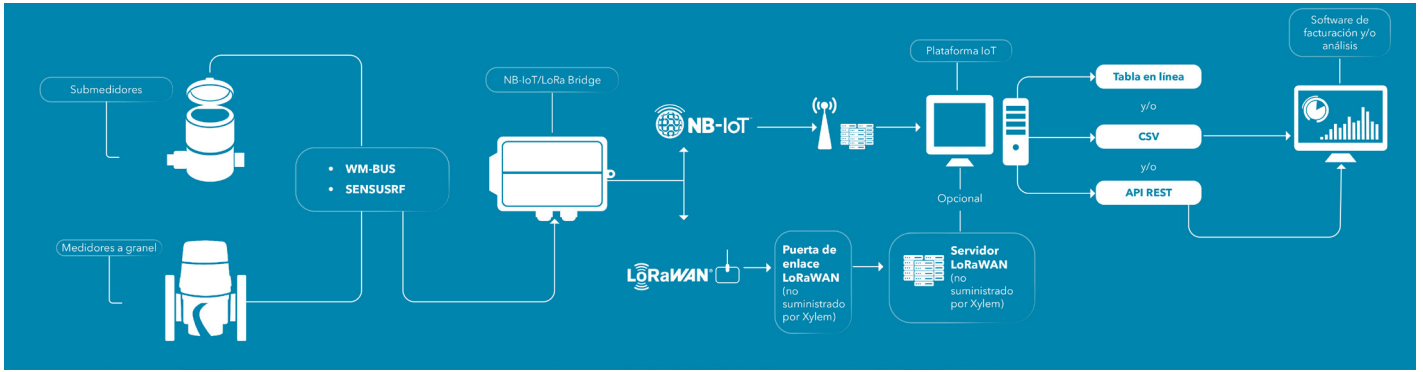 Submedidores
Medidores a granel
• WM-BUS
• SENSUSRF
NB-IoT/LoRa Bridge
NB-IoT
LoRaWAN®
Puerta de
enlace
LoRaWAN
(no
suministrado
por Xylem)
Plataforma IoT
Opcional
Servidor
LoRaWAN
(no
suministrado
por Xylem)
Tabla en línea
y/o
CSV
y/o
API REST
Software de
facturación y/o
análisis